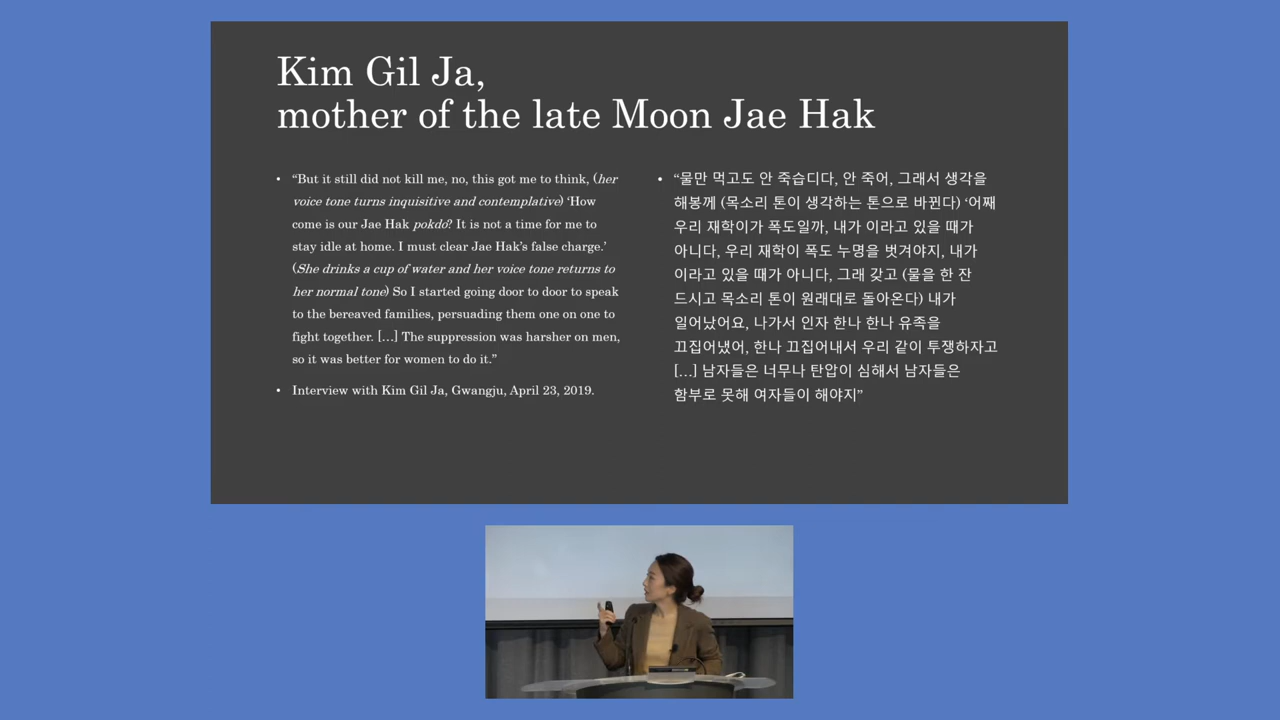 Kim Gil Ja,
mother of the late Moon Jae Hak
• “But it still did not kill me, no, this got me to think, (her
voice tone turns inquisitive and contemplative) ‘How
come is our Jae Hak pokdo? It is not a time for me to
stay idle at home. I must clear Jae Hak’s false charge.’
(She drinks a cup of water and her voice tone returns to
her normal tone) So I started going door to door to speak
to the bereaved families, persuading them one on one to
fight together. […] The suppression was harsher on men,
so it was better for women to do it.”
• Interview with Kim Gil Ja, Gwangju, April 23, 2019.
• “물만 먹고도 안 죽습디다, 안 죽어, 그래서 생각을
해봉께 (목소리 톤이 생각하는 톤으로 바뀐다) ‘어째
우리 재학이가 폭도일까, 내가 이라고 있을 때가
아니다, 우리 재학이 폭도 누명을 벗겨야지, 내가
이라고 있을 때가 아니다, 그래 갖고 (물을 한 잔
드시고 목소리 톤이 원래대로 돌아온다) 내가
일어났어요, 나가서 인자 한나 한나 유족을
끄집어냈어, 한나 끄집어내서 우리 같이 투쟁하자고
[…] 남자들은 너무나 탄압이 심해서 남자들은
함부로 못해 여자들이 해야지”